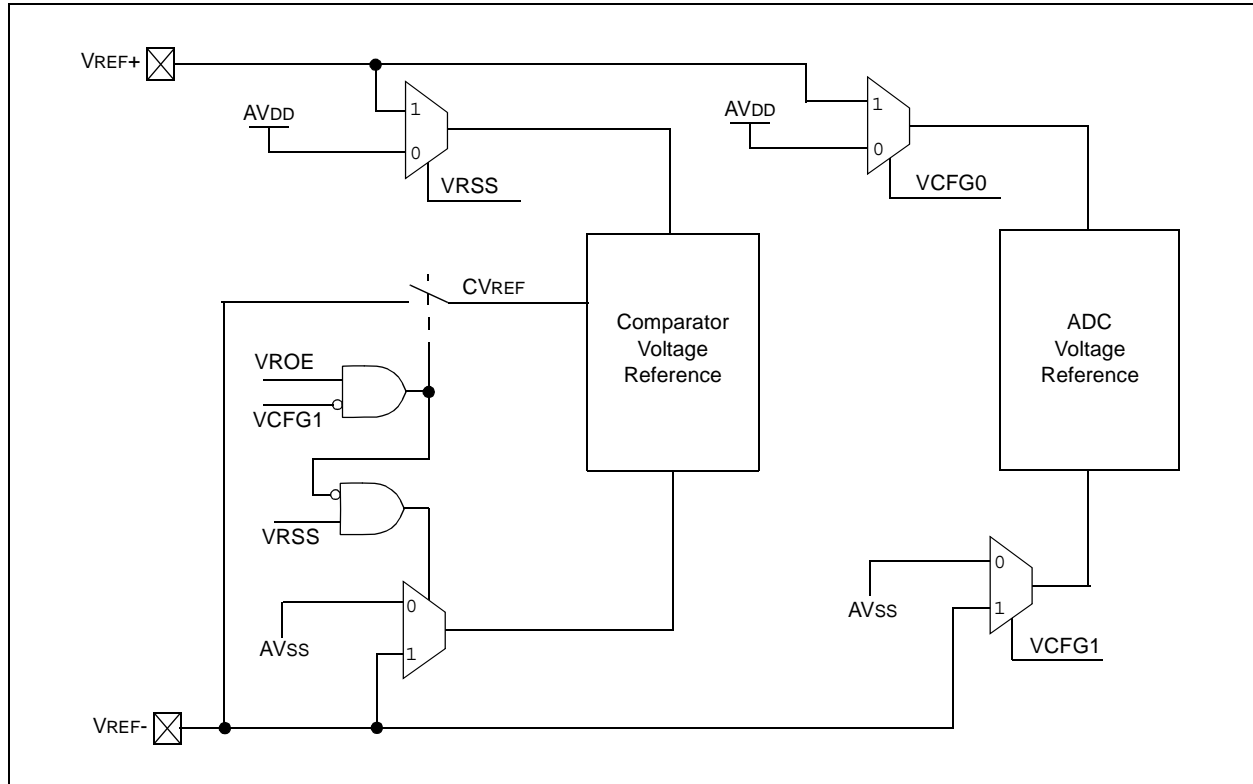 VREF+
AVDD
1
0
VRSS
AVDD
1
0
VCFG0
CVREF
Comparator
Voltage
Reference
ADC
Voltage
Reference
VROE
VCFG1
VRSS
AVSS
0
1
AVSS
0
1
VCFG1
VREF-